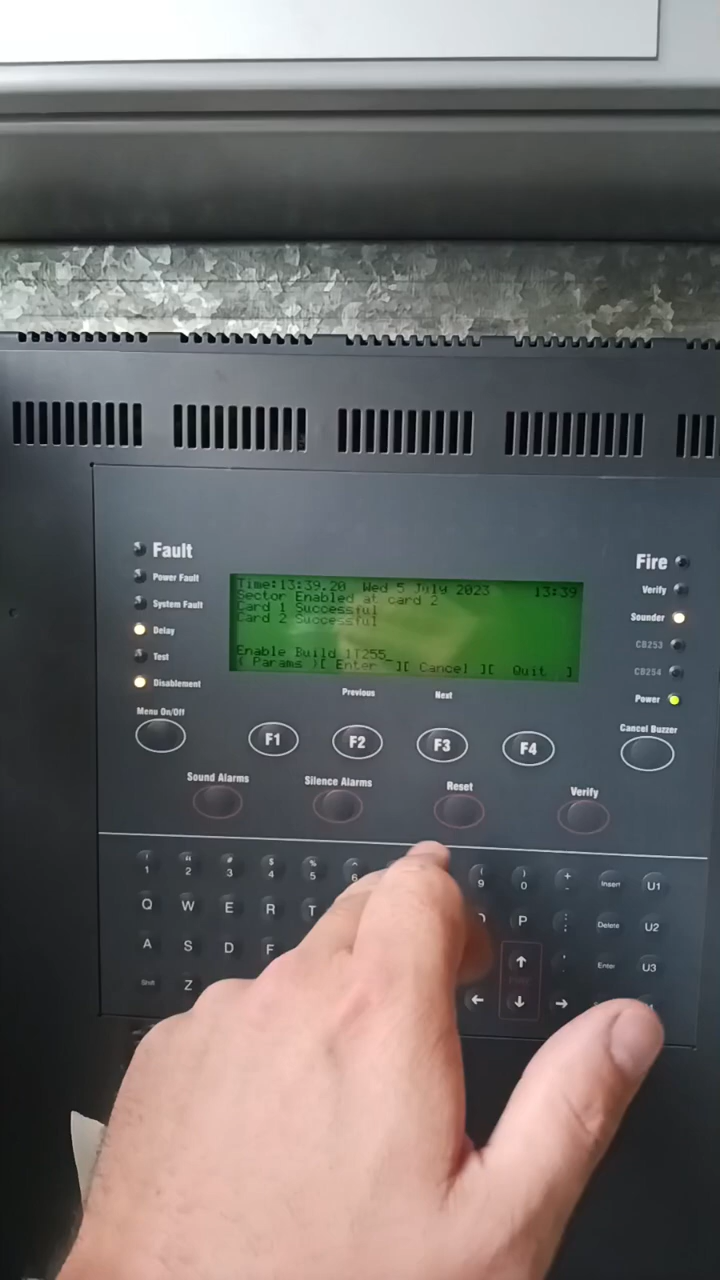 Fault
Power Fault
System Fault
Delay
Test
Disablement
Menu On/Off
Time:13:39.20 Wed 5 July 2023 13:39
Sector Enabled at card 2
Card 1 Successful
Card 2 Successful
Enable Build 1T255_
[ Params ][ Enter ][ Cancel ][ Quit ]
Previous Next
Fire
Verify
Sounder
CB253
CB254
Power
Cancel Buzzer
F1 F2 F3 F4
Sound Alarms Silence Alarms Reset Verify
! " # $ % ^ ( ) +
1 2 3 4 5 6 9 0 - Insert U1
Q W E R T P : ; Delete U2
A S D F ' Enter U3
Shift Z